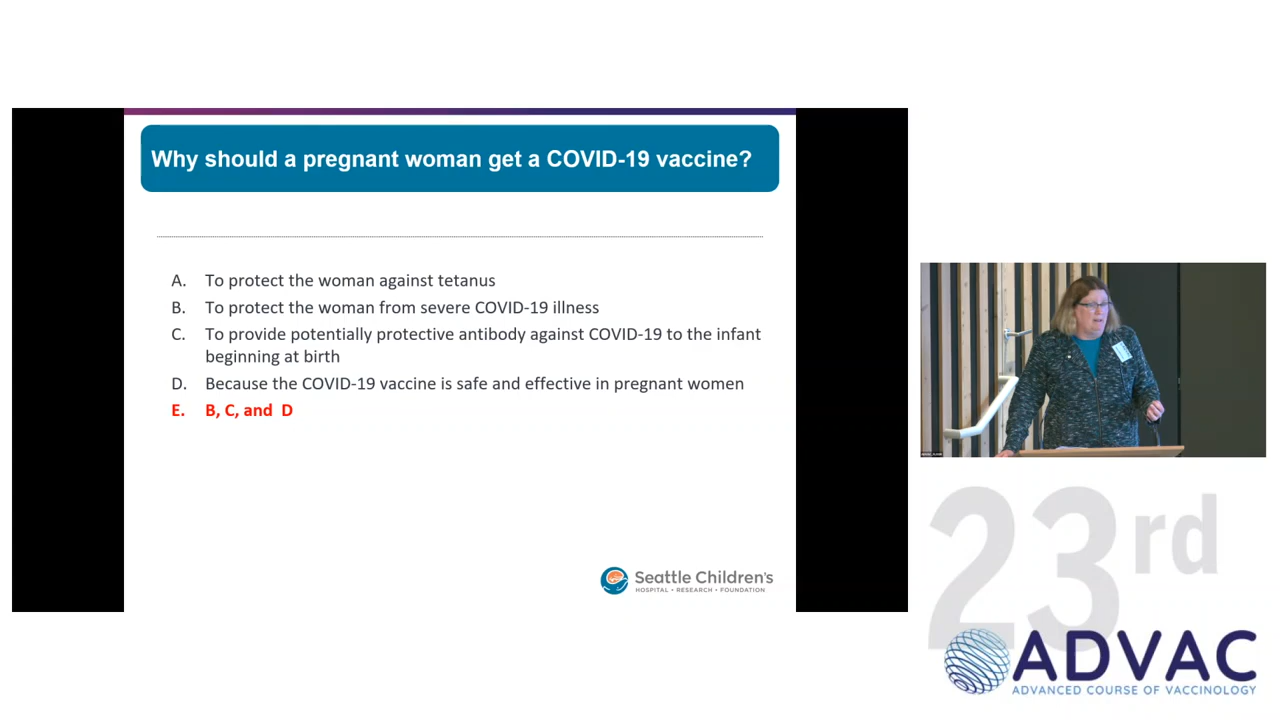 Why should a pregnant woman get a COVID-19 vaccine?
A. To protect the woman against tetanus
B. To protect the woman from severe COVID-19 illness
C. To provide potentially protective antibody against COVID-19 to the infant
beginning at birth
D. Because the COVID-19 vaccine is safe and effective in pregnant women
E. B, C, and D
Seattle Children's
HOSPITAL • RESEARCH • FOUNDATION
23rd
ADVAC
ADVANCED COURSE OF VACCINOLOGY